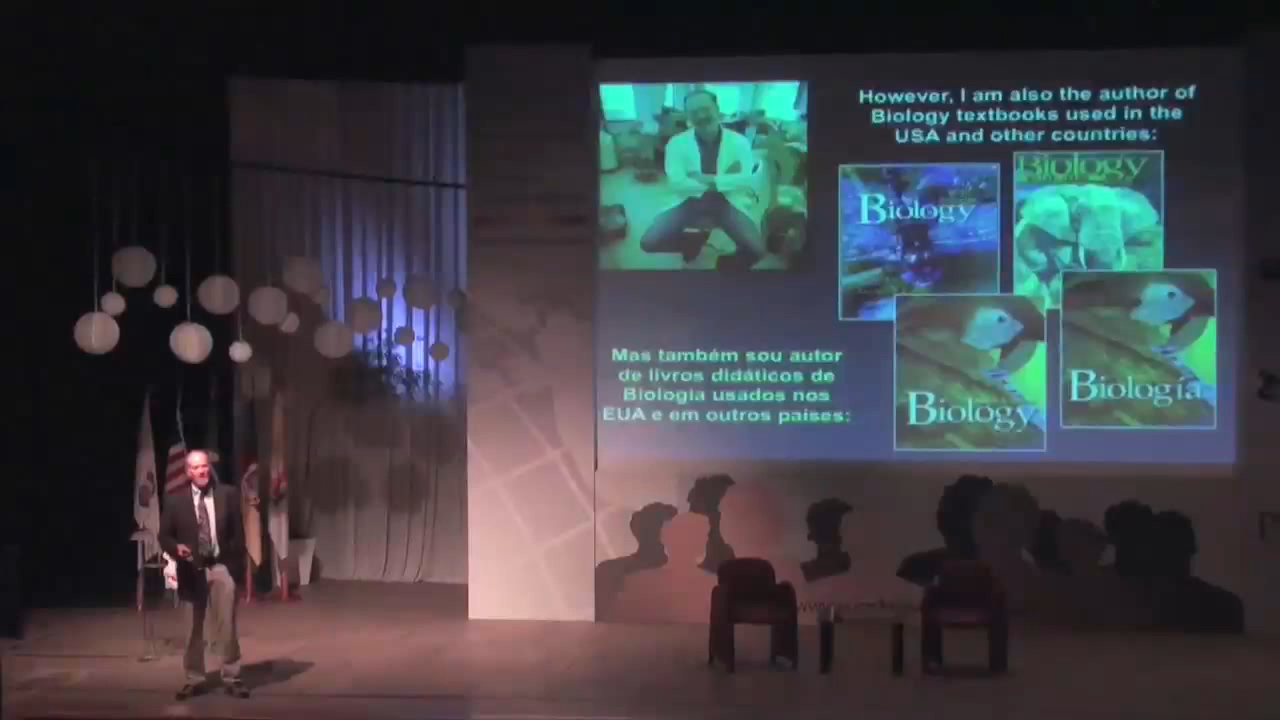 However, I am also the author of
Biology textbooks used in the
USA and other countries:
Biology
Biology
Biology
Biología
Mas também sou autor
de livros didáticos de
Biologia usados nos
EUA e em outros países: